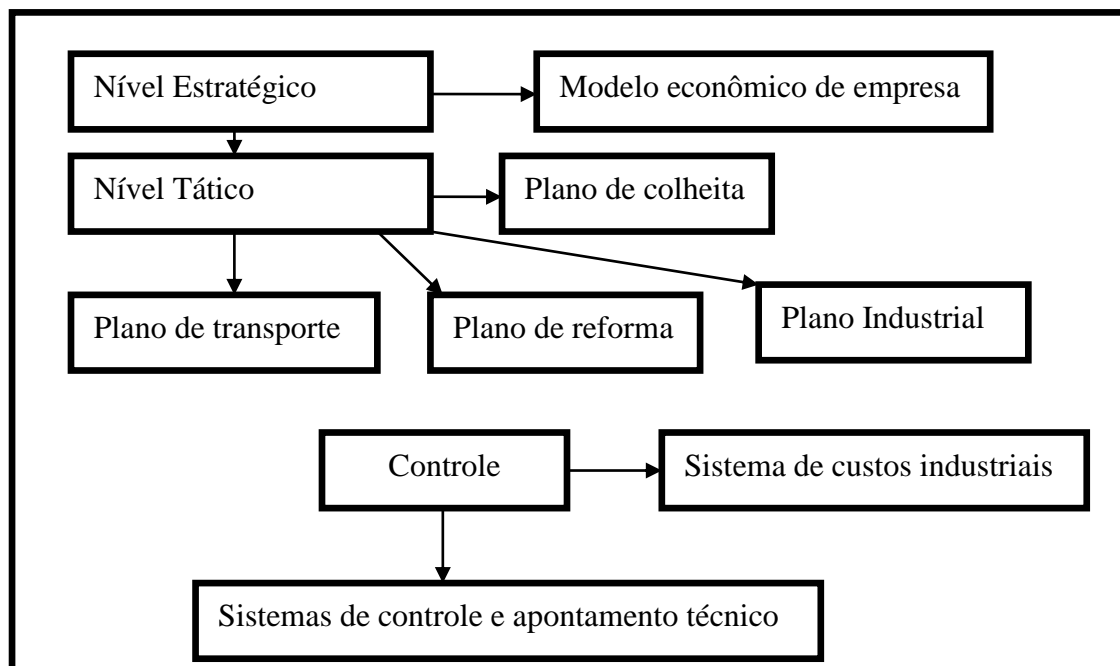 Nível Estratégico
Modelo econômico de empresa
Nível Tático
Plano de colheita
Plano de transporte
Plano de reforma
Plano Industrial
Controle
Sistema de custos industriais
Sistemas de controle e apontamento técnico